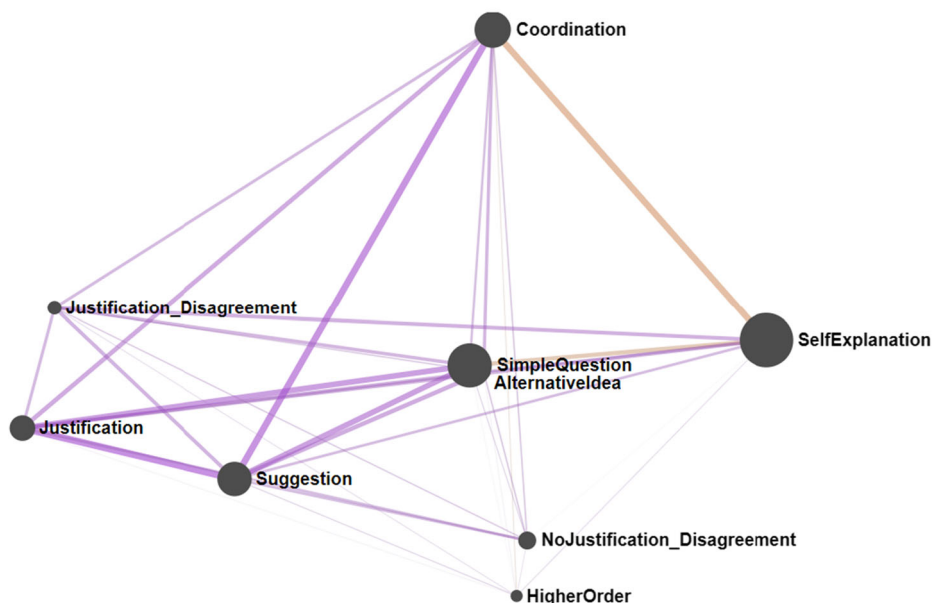 Coordination
Justification_Disagreement
SelfExplanation
SimpleQuestion
AlternativeIdea
Justification
Suggestion
NoJustification_Disagreement
HigherOrder